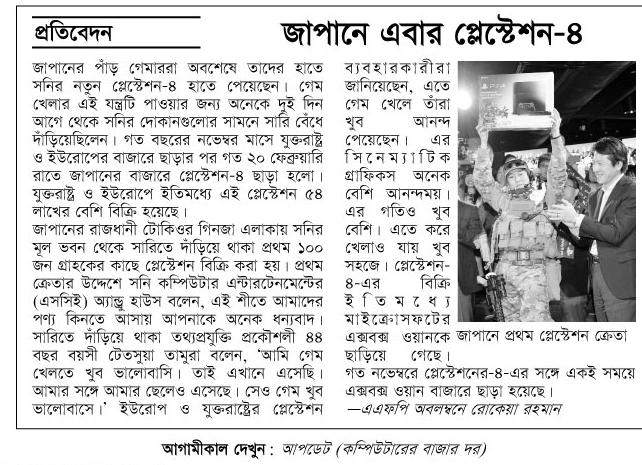 প্রতিবেদন
জাপানে এবার প্লেস্টেশন-৪
জাপানের পাঁড় গেমাররা অবশেষে তাদের হাতে
সনির নতুন প্লেস্টেশন-৪ হাতে পেয়েছেন। গেম
খেলার এই যন্ত্রটি পাওয়ার জন্য অনেকে দুই দিন
আগে থেকে সনির দোকানগুলোর সামনে সারি বেঁধে
দাঁড়িয়েছিলেন। গত বছরের নভেম্বর মাসে যুক্তরাষ্ট্র
ও ইউরোপের বাজারে ছাড়ার পর গত ২০ ফেব্রুয়ারি
রাতে জাপানের বাজারে প্লেস্টেশন-৪ ছাড়া হলো।
যুক্তরাষ্ট্র ও ইউরোপে ইতিমধ্যে এই প্লেস্টেশন ৫৪
লাখের বেশি বিক্রি হয়েছে।
জাপানের রাজধানী টোকিওর গিনজা এলাকায় সনির
মূল ভবন থেকে সারিতে দাঁড়িয়ে থাকা প্রথম ১০০
জন গ্রাহকের কাছে প্লেস্টেশন বিক্রি করা হয়। প্রথম
ক্রেতার উদ্দেশে সনি কম্পিউটার এন্টারটেনমেন্টের
(এসসিই) অ্যান্ড্রু হাউস বলেন, এই শীতে আমাদের
পণ্য কিনতে আসায় আপনাকে অনেক ধন্যবাদ।
সারিতে দাঁড়িয়ে থাকা তথ্যপ্রযুক্তি প্রকৌশলী ৪৪
বছর বয়সী টেতসুয়া তামুরা বলেন, ‘আমি গেম
খেলতে খুব ভালোবাসি। তাই এখানে এসেছি।
আমার সঙ্গে আমার ছেলেও এসেছে। সেও গেম খুব
ভালোবাসে।’ ইউরোপ ও যুক্তরাষ্ট্রের প্লেস্টেশন
ব্যবহারকারীরা
জানিয়েছেন, এতে
গেম খেলে তাঁরা
খুব আনন্দ
পেয়েছেন। এর
সিনেম্যাটিক
গ্রাফিকস অনেক
বেশি আনন্দময়।
এর গতিও খুব
বেশি। এতে করে
খেলাও যায় খুব
সহজে। প্লেস্টেশন-
৪-এর বিক্রি
ইতিমধ্যে
মাইক্রোসফটের
এক্সবক্স ওয়ানকে
ছাড়িয়ে গেছে।
গত নভেম্বরে প্লেস্টেশনের-৪-এর সঙ্গে একই সময়ে
এক্সবক্স ওয়ান বাজারে ছাড়া হয়েছে।
—এএফপি অবলম্বনে রোকেয়া রহমান
জাপানে প্রথম প্লেস্টেশন ক্রেতা
আগামীকাল দেখুন : আপডেট (কম্পিউটারের বাজার দর)